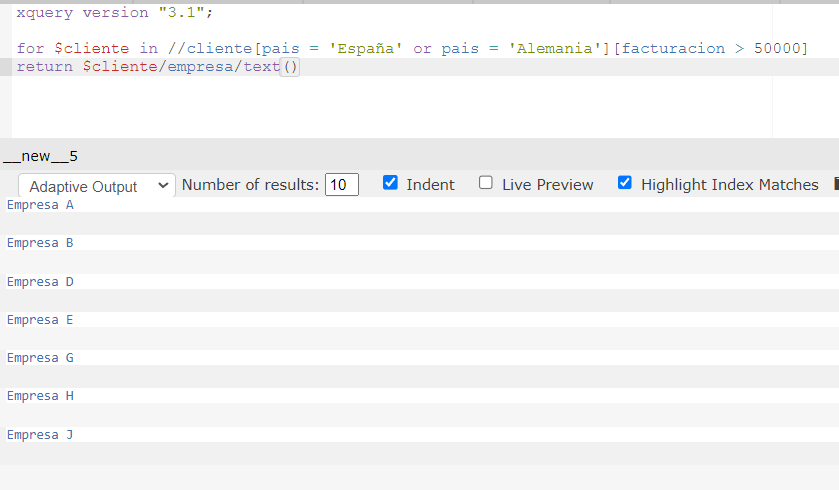 xquery version "3.1";
for $cliente in //cliente[pais = 'España' or pais = 'Alemania'][facturacion > 50000]
return $cliente/empresa/text()
__new__5
Adaptive Output Number of results: 10 Indent Live Preview Highlight Index Matches
Empresa A
Empresa B
Empresa D
Empresa E
Empresa G
Empresa H
Empresa J